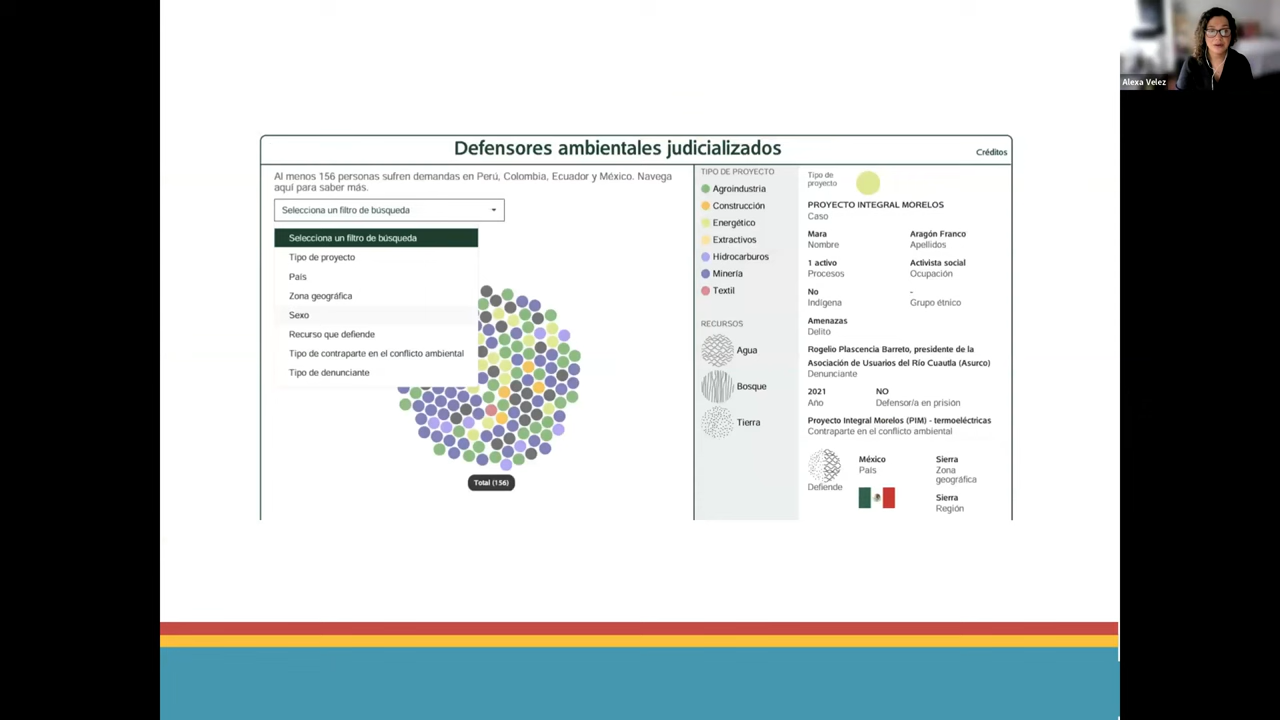 Alexa Velez
Defensores ambientales judicializados
Créditos
Al menos 156 personas sufren demandas en Perú, Colombia, Ecuador y México. Navega
aquí para saber más.
Selecciona un filtro de búsqueda
Selecciona un filtro de búsqueda
Tipo de proyecto
País
Zona geográfica
Sexo
Recurso que defiende
Tipo de contraparte en el conflicto ambiental
Tipo de denunciante
Total (156)
TIPO DE PROYECTO
Agroindustria
Construcción
Energético
Extractivos
Hidrocarburos
Minería
Textil
RECURSOS
Agua
Bosque
Tierra
Tipo de
proyecto
PROYECTO INTEGRAL MORELOS
Caso
Mara Aragón Franco
Nombre Apellidos
1 activo Activista social
Procesos Ocupación
No -
Indígena Grupo étnico
Amenazas
Delito
Rogelio Plascencia Barreto, presidente de la
Asociación de Usuarios del Río Cuautla (Asurco)
Denunciante
2021 NO
Año Defensor/a en prisión
Proyecto Integral Morelos (PIM) - termoeléctricas
Contraparte en el conflicto ambiental
Defiende
México
País
Sierra
Zona
geográfica
Sierra
Región